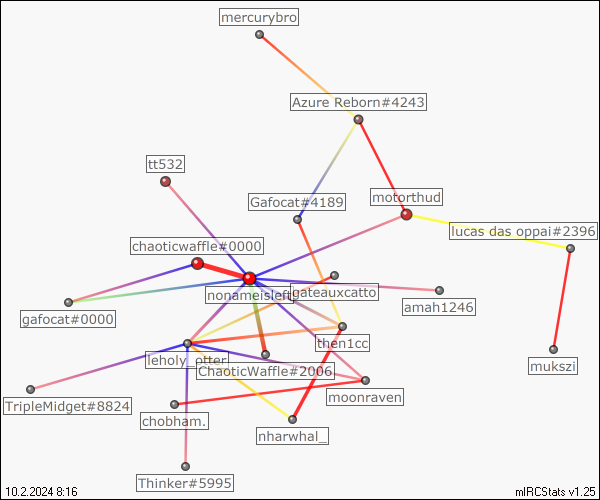 mercurybro
Azure Reborn#4243
tt532
Gafocat#4189
motorthud
lucas das oppai#2396
chaoticwaffle#0000
nonameisleft
gateauxcatto
amah1246
gafocat#0000
then1cc
leholy_otter
ChaoticWaffle#2006
mukszi
moonraven
TripleMidget#8824
chobham.
nharwhal_
Thinker#5995
10.2.2024 8:16
mIRCStats v1.25